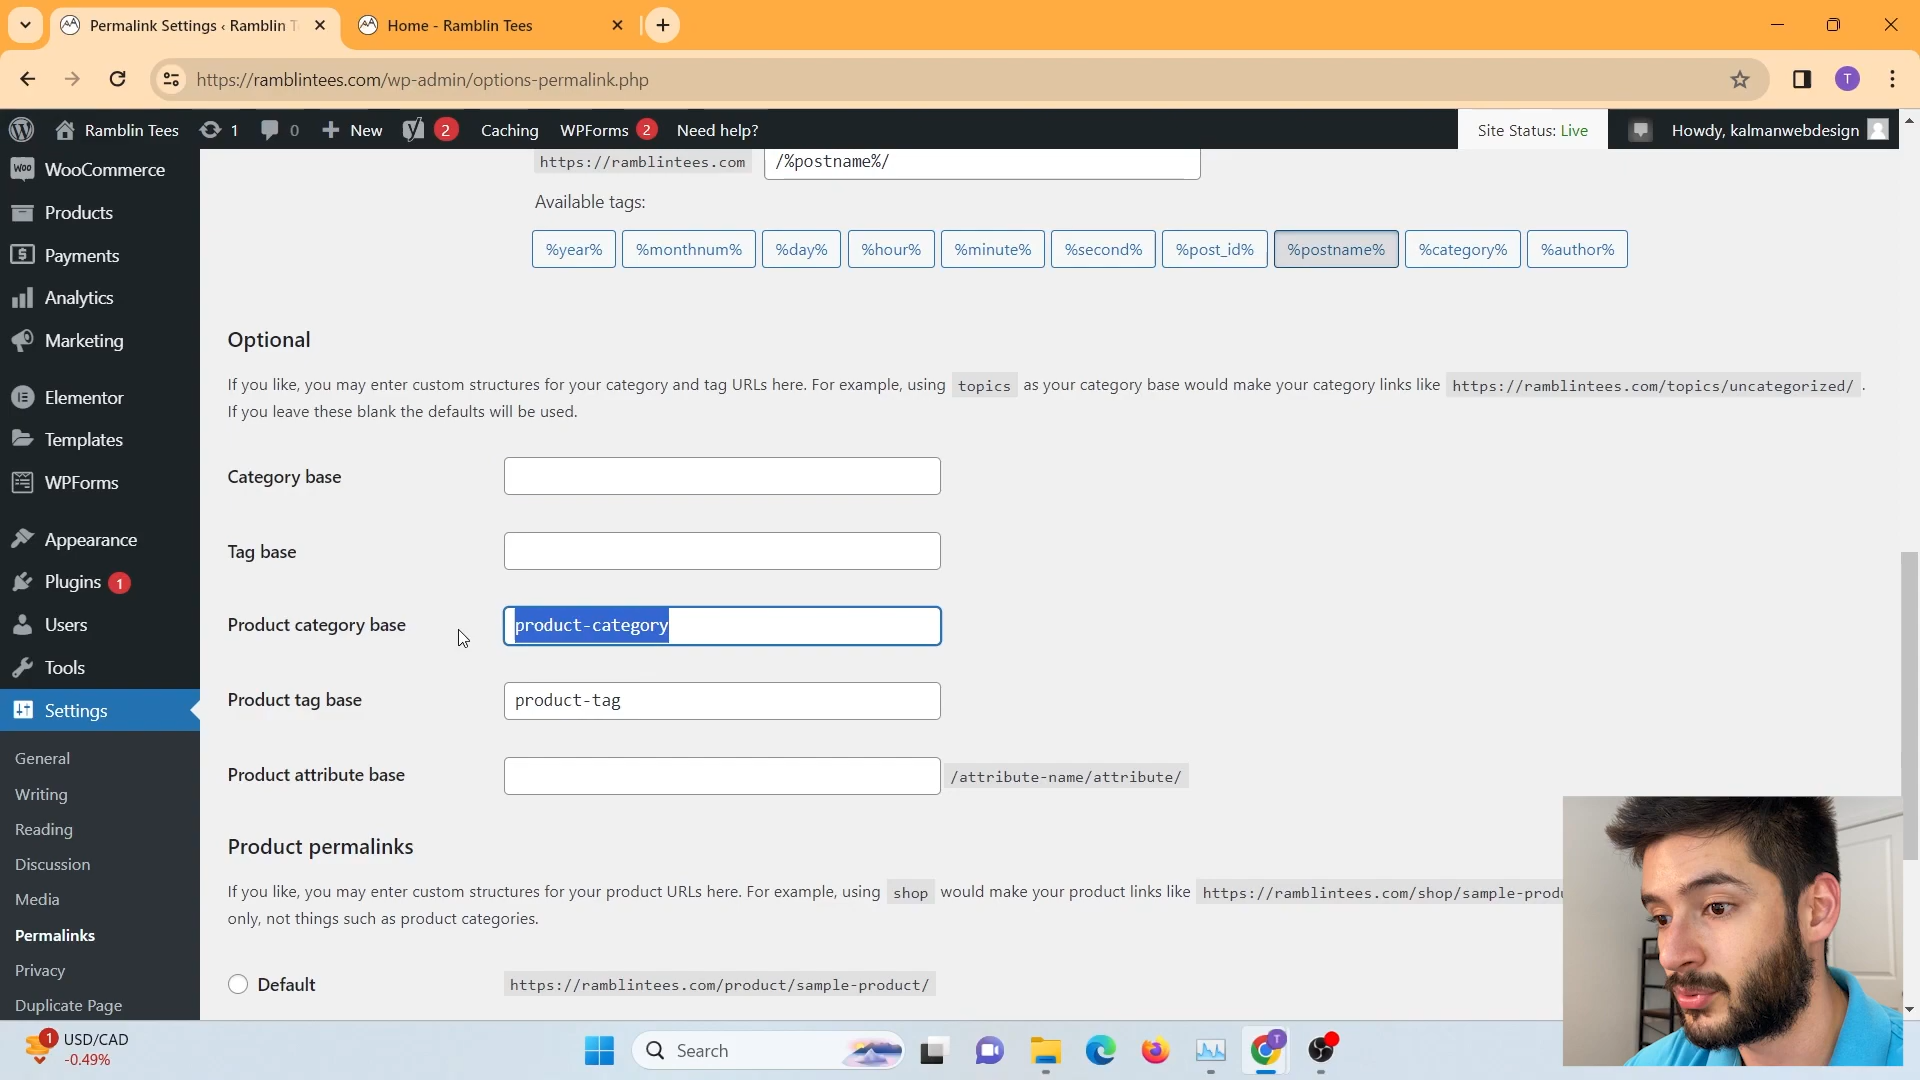 Permalink Settings ‹ Ramblin T
Home - Ramblin Tees
https://ramblintees.com/wp-admin/options-permalink.php
T
Ramblin Tees
1
0
New
2
Caching
WPForms 2
Need help?
Site Status: Live
Howdy, kalmanwebdesign
Woo
WooCommerce
Products
Payments
Analytics
Marketing
Elementor
Templates
WPForms
Appearance
Plugins 1
Users
Tools
Settings
General
Writing
Reading
Discussion
Media
Permalinks
Privacy
Duplicate Page
https://ramblintees.com
/%postname%/
Available tags:
%year%
%monthnum%
%day%
%hour%
%minute%
%second%
%post_id%
%postname%
%category%
%author%
Optional
If you like, you may enter custom structures for your category and tag URLs here. For example, using topics as your category base would make your category links like https://ramblintees.com/topics/uncategorized/ .
If you leave these blank the defaults will be used.
Category base
Tag base
Product category base
product-category
Product tag base
product-tag
Product attribute base
/attribute-name/attribute/
Product permalinks
If you like, you may enter custom structures for your product URLs here. For example, using shop would make your product links like https://ramblintees.com/shop/sample-produ
only, not things such as product categories.
Default
https://ramblintees.com/product/sample-product/
1
USD/CAD
-0.49%
Search
T